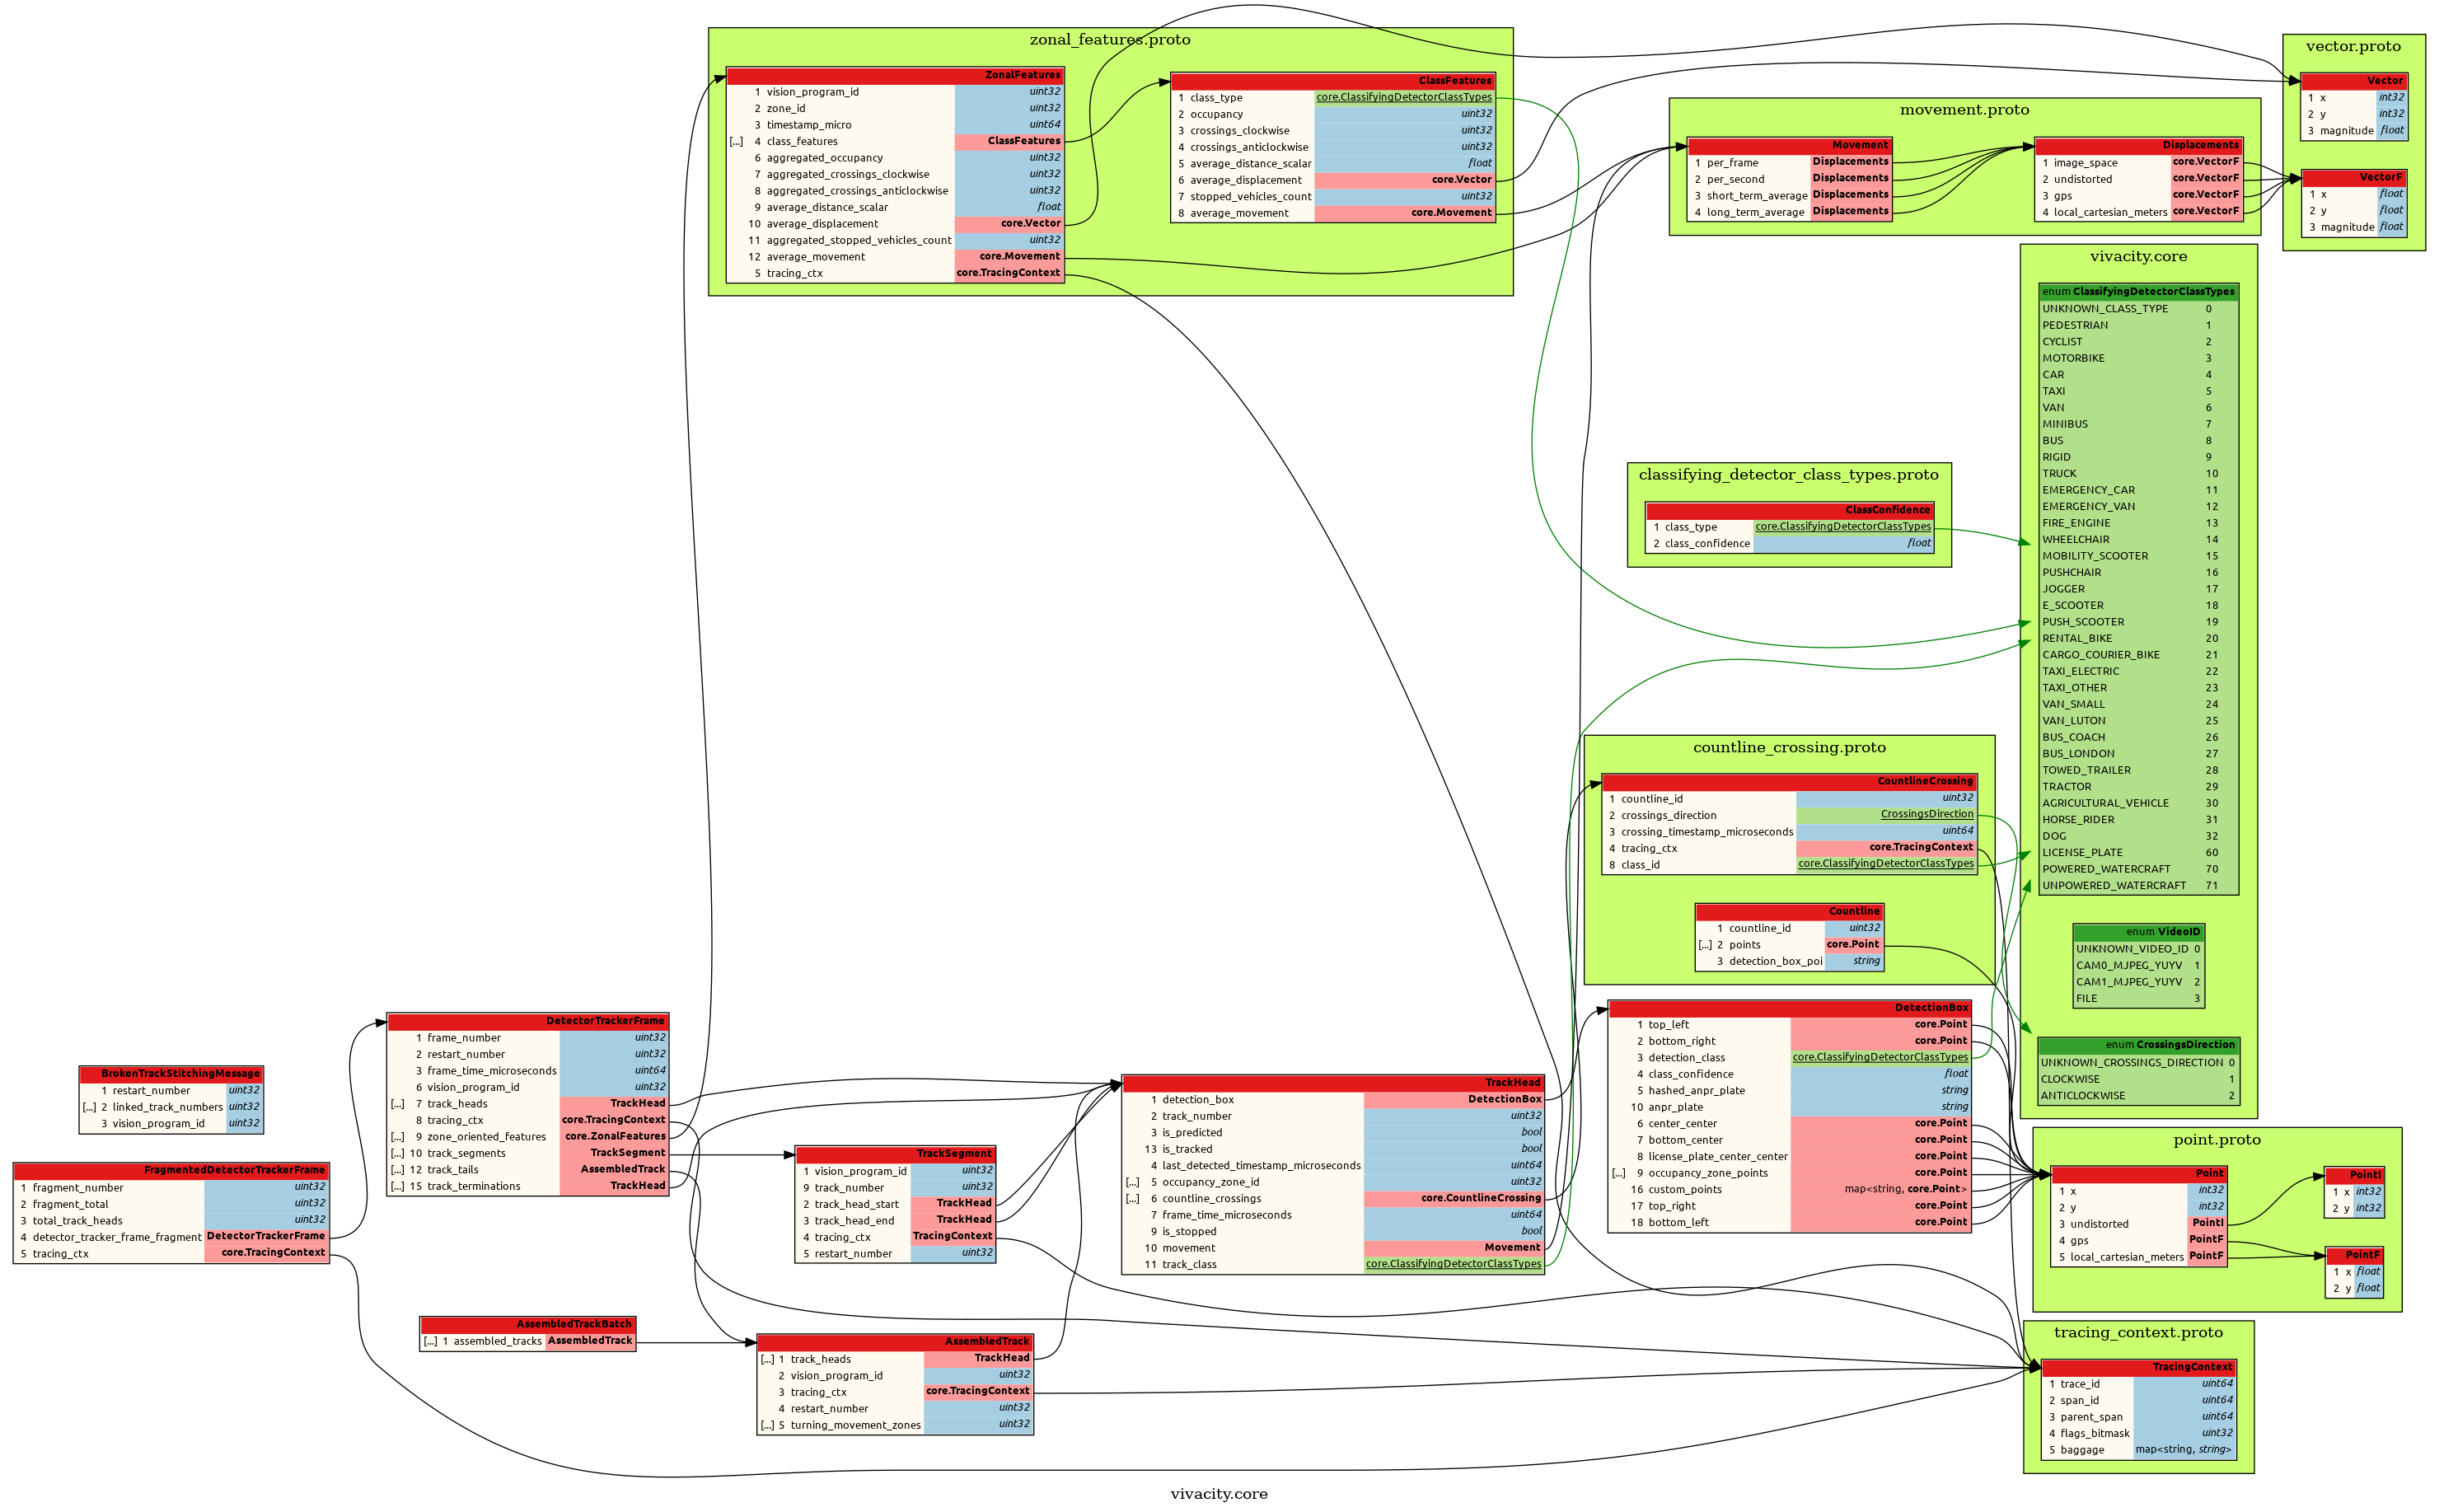 zonal_features.proto
ZonalFeatures
1 vision_program_id uint32
2 zone_id uint32
3 timestamp_micro uint64
[...] 4 class_features ClassFeatures
6 aggregated_occupancy uint32
7 aggregated_crossings_clockwise uint32
8 aggregated_crossings_anticlockwise uint32
9 average_distance_scalar float
10 average_displacement core.Vector
11 aggregated_stopped_vehicles_count uint32
12 average_movement core.Movement
5 tracing_ctx core.TracingContext
ClassFeatures
1 class_type core.ClassifyingDetectorClassTypes
2 occupancy uint32
3 crossings_clockwise uint32
4 crossings_anticlockwise uint32
5 average_distance_scalar float
6 average_displacement core.Vector
7 stopped_vehicles_count uint32
8 average_movement core.Movement
movement.proto
Movement
1 per_frame Displacements
2 per_second Displacements
3 short_term_average Displacements
4 long_term_average Displacements
Displacements
1 image_space core.VectorF
2 undistorted core.VectorF
3 gps core.VectorF
4 local_cartesian_meters core.VectorF
vector.proto
Vector
1 x int32
2 y int32
3 magnitude float
VectorF
1 x float
2 y float
3 magnitude float
vivacity.core
enum ClassifyingDetectorClassTypes
UNKNOWN_CLASS_TYPE 0
PEDESTRIAN 1
CYCLIST 2
MOTORBIKE 3
CAR 4
TAXI 5
VAN 6
MINIBUS 7
BUS 8
RIGID 9
TRUCK 10
EMERGENCY_CAR 11
EMERGENCY_VAN 12
FIRE_ENGINE 13
WHEELCHAIR 14
MOBILITY_SCOOTER 15
PUSHCHAIR 16
JOGGER 17
E_SCOOTER 18
PUSH_SCOOTER 19
RENTAL_BIKE 20
CARGO_COURIER_BIKE 21
TAXI_ELECTRIC 22
TAXI_OTHER 23
VAN_SMALL 24
VAN_LUTON 25
BUS_COACH 26
BUS_LONDON 27
TOWED_TRAILER 28
TRACTOR 29
AGRICULTURAL_VEHICLE 30
HORSE_RIDER 31
DOG 32
LICENSE_PLATE 60
POWERED_WATERCRAFT 70
UNPOWERED_WATERCRAFT 71
enum VideoID
UNKNOWN_VIDEO_ID 0
CAM0_MJPEG_YUYV 1
CAM1_MJPEG_YUYV 2
FILE 3
enum CrossingsDirection
UNKNOWN_CROSSINGS_DIRECTION 0
CLOCKWISE 1
ANTICLOCKWISE 2
classifying_detector_class_types.proto
ClassConfidence
1 class_type core.ClassifyingDetectorClassTypes
2 class_confidence float
countline_crossing.proto
CountlineCrossing
1 countline_id uint32
2 crossings_direction CrossingsDirection
3 crossing_timestamp_microseconds uint64
4 tracing_ctx core.TracingContext
8 class_id core.ClassifyingDetectorClassTypes
Countline
1 countline_id uint32
[...] 2 points core.Point
3 detection_box_poi string
DetectionBox
1 top_left core.Point
2 bottom_right core.Point
3 detection_class core.ClassifyingDetectorClassTypes
4 class_confidence float
5 hashed_anpr_plate string
10 anpr_plate string
6 center_center core.Point
7 bottom_center core.Point
8 license_plate_center_center core.Point
[...] 9 occupancy_zone_points core.Point
16 custom_points map<string, core.Point>
17 top_right core.Point
18 bottom_left core.Point
point.proto
Point
1 x int32
2 y int32
3 undistorted PointI
4 gps PointF
5 local_cartesian_meters PointF
PointI
1 x int32
2 y int32
PointF
1 x float
2 y float
tracing_context.proto
TracingContext
1 trace_id uint64
2 span_id uint64
3 parent_span uint64
4 flags_bitmask uint32
5 baggage map<string, string>
BrokenTrackStitchingMessage
1 restart_number uint32
[...] 2 linked_track_numbers uint32
3 vision_program_id uint32
FragmentedDetectorTrackerFrame
1 fragment_number uint32
2 fragment_total uint32
3 total_track_heads uint32
4 detector_tracker_frame_fragment DetectorTrackerFrame
5 tracing_ctx core.TracingContext
DetectorTrackerFrame
1 frame_number uint32
2 restart_number uint32
3 frame_time_microseconds uint64
6 vision_program_id uint32
[...] 7 track_heads TrackHead
8 tracing_ctx core.TracingContext
[...] 9 zone_oriented_features core.ZonalFeatures
[...] 10 track_segments TrackSegment
[...] 12 track_tails AssembledTrack
[...] 15 track_terminations TrackHead
TrackSegment
1 vision_program_id uint32
9 track_number uint32
2 track_head_start TrackHead
3 track_head_end TrackHead
4 tracing_ctx TracingContext
5 restart_number uint32
TrackHead
1 detection_box DetectionBox
2 track_number uint32
3 is_predicted bool
13 is_tracked bool
4 last_detected_timestamp_microseconds uint64
[...] 5 occupancy_zone_id uint32
[...] 6 countline_crossings core.CountlineCrossing
7 frame_time_microseconds uint64
9 is_stopped bool
10 movement Movement
11 track_class core.ClassifyingDetectorClassTypes
AssembledTrackBatch
[...] 1 assembled_tracks AssembledTrack
AssembledTrack
[...] 1 track_heads TrackHead
2 vision_program_id uint32
3 tracing_ctx core.TracingContext
4 restart_number uint32
[...] 5 turning_movement_zones uint32
vivacity.core